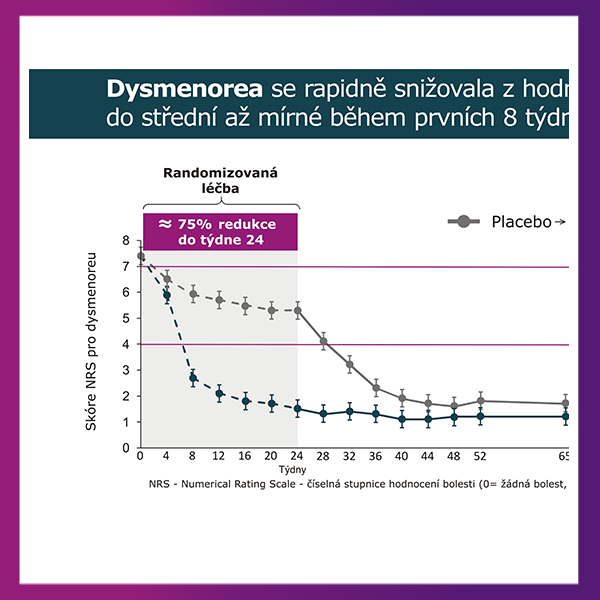 Dysmenorea se rapidně snižovala z hodn
do střední až mírné během prvních 8 týdn
Randomizovaná
léčba
≈ 75% redukce
do týdne 24
Placebo→
Skóre NRS pro dysmenoreu
8
7
6
5
4
3
2
1
0
0 4 8 12 16 20 24 28 32 36 40 44 48 52 65
Týdny
NRS - Numerical Rating Scale - číselná stupnice hodnocení bolesti (0= žádná bolest,